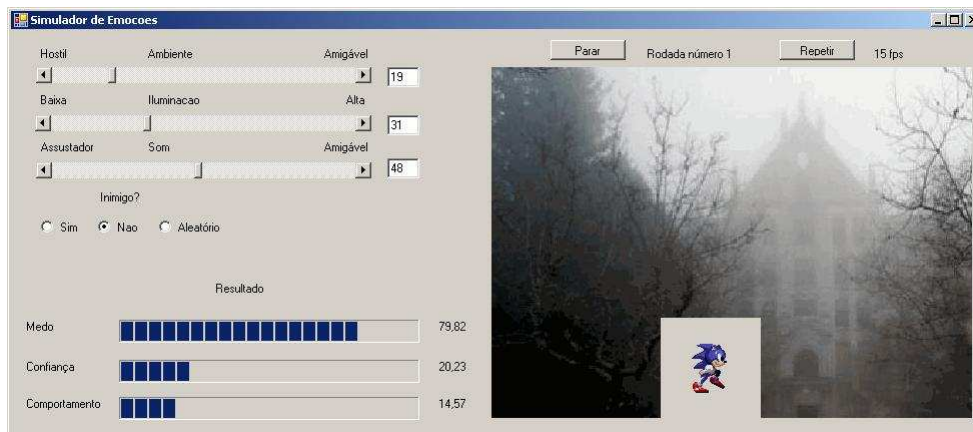 Simulador de Emocoes
Hostil Ambiente Amigável
19
Baixa Iluminacao Alta
31
Assustador Som Amigável
48
Inimigo?
Sim Nao Aleatório
Resultado
Medo 79,82
Confiança 20,23
Comportamento 14,57
Parar Rodada número 1 Repetir 15 fps